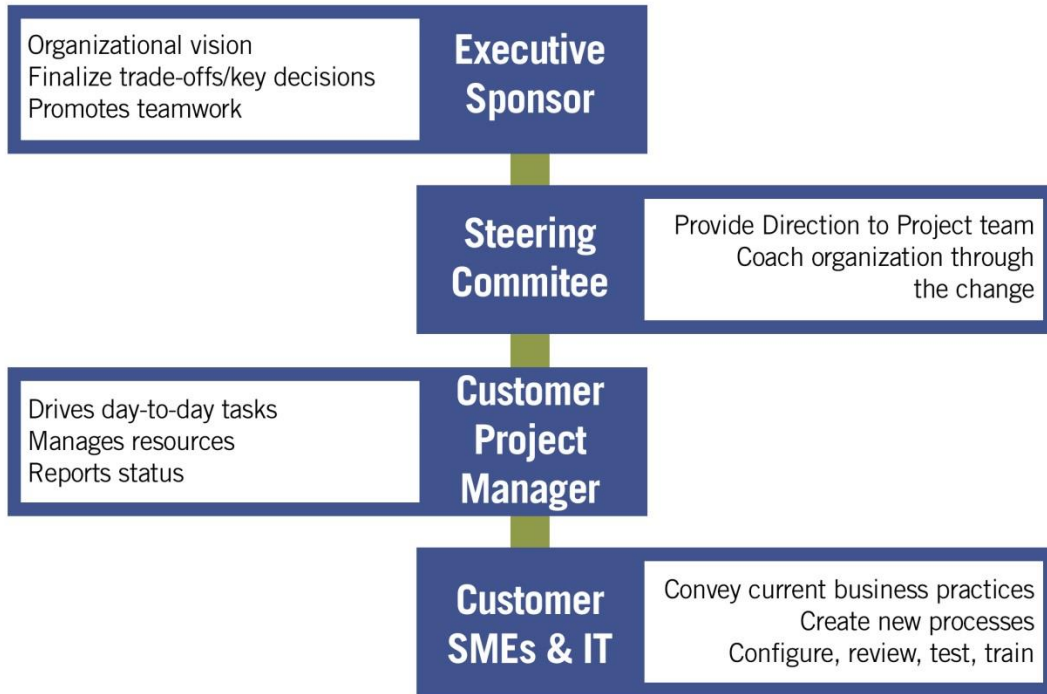 Organizational vision
Finalize trade-offs/key decisions
Promotes teamwork
Executive
Sponsor
Steering
Commitee
Provide Direction to Project team
Coach organization through
the change
Drives day-to-day tasks
Manages resources
Reports status
Customer
Project
Manager
Customer
SMEs & IT
Convey current business practices
Create new processes
Configure, review, test, train